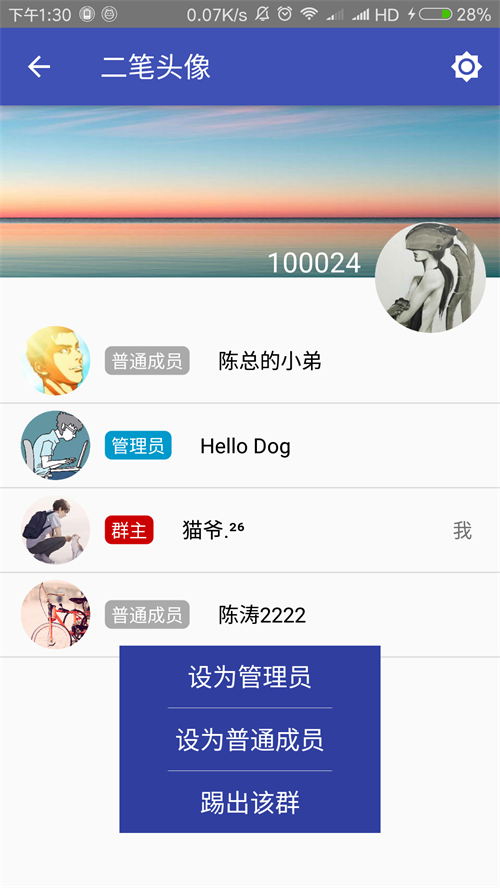 下午1:30 0.07K/s HD 28%
二笔头像
100024
普通成员 陈总的小弟
管理员 Hello Dog
群主 猫爷.²⁶ 我
普通成员 陈涛2222
设为管理员
设为普通成员
踢出该群